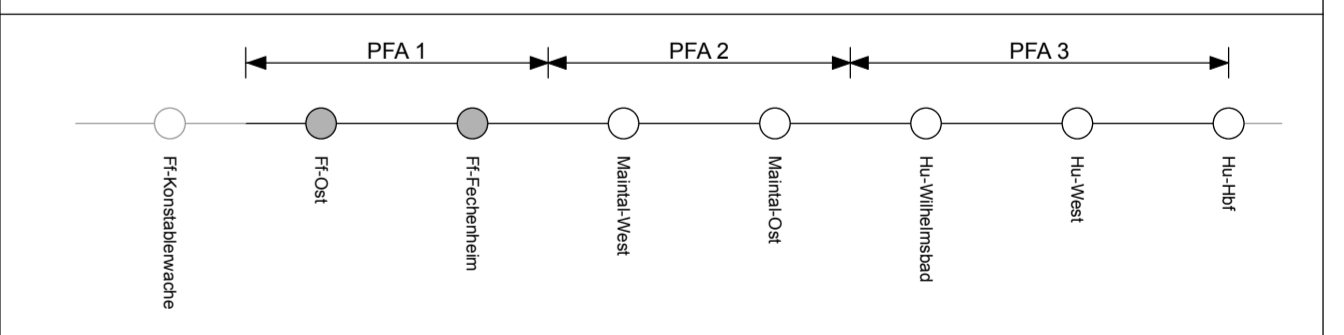 PFA 1
PFA 2
PFA 3
Ff-Konstablerwache
Ff-Ost
Ff-Fechenheim
Maintal-West
Maintal-Ost
Hu-Wilhelmsbad
Hu-West
Hu-Hbf